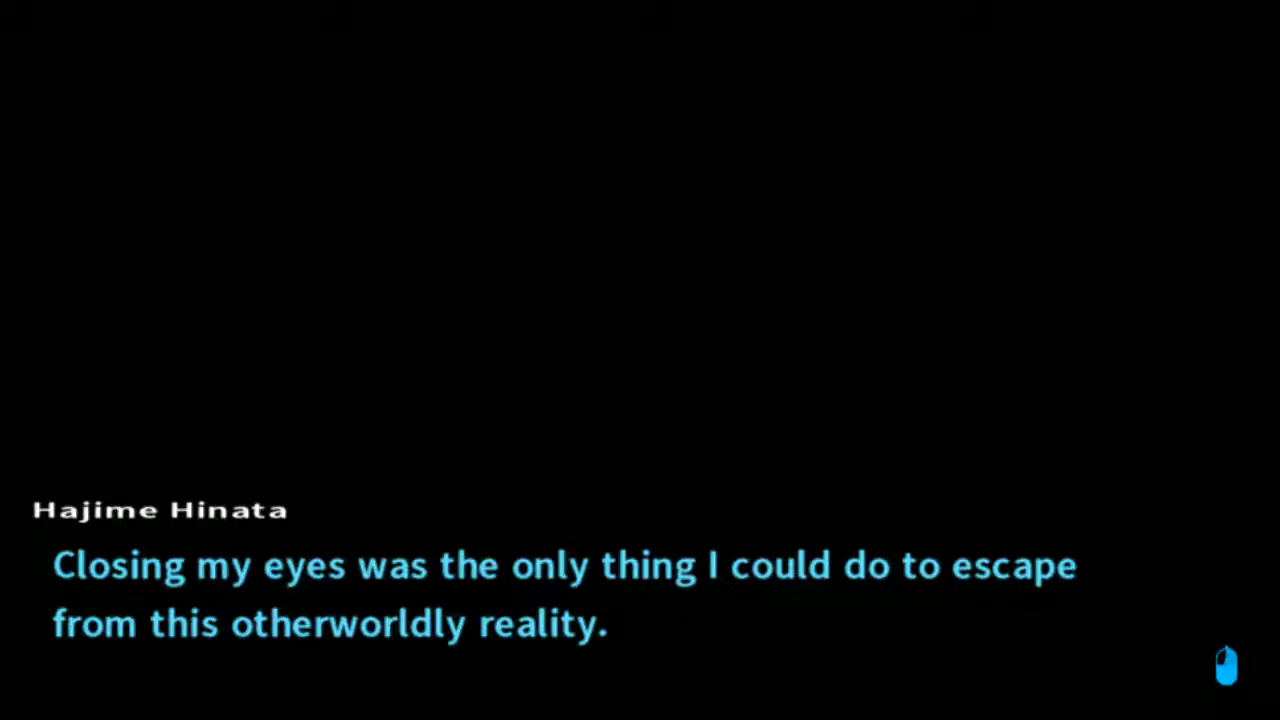 Hajime Hinata
Closing my eyes was the only thing I could do to escape
from this otherworldly reality.